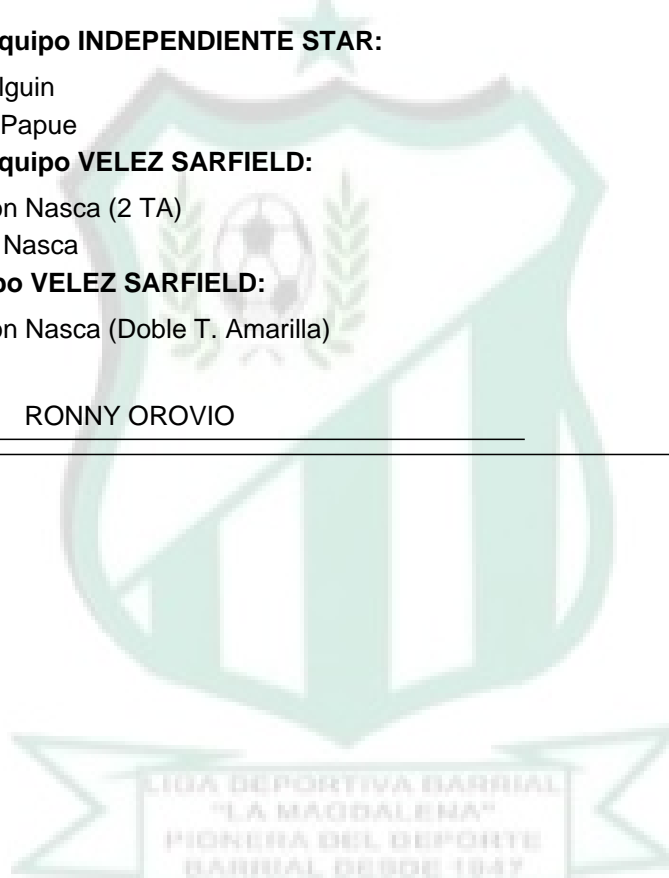 quipo INDEPENDIENTE STAR:
lguin
Papue
quipo VELEZ SARFIELD:
on Nasca (2 TA)
Nasca
po VELEZ SARFIELD:
on Nasca (Doble T. Amarilla)
RONNY OROVIO
LIGA DEPORTIVA BARRIAL
"LA MAGDALENA"
PIONERA DEL DEPORTE
BARRIAL DESDE 1947